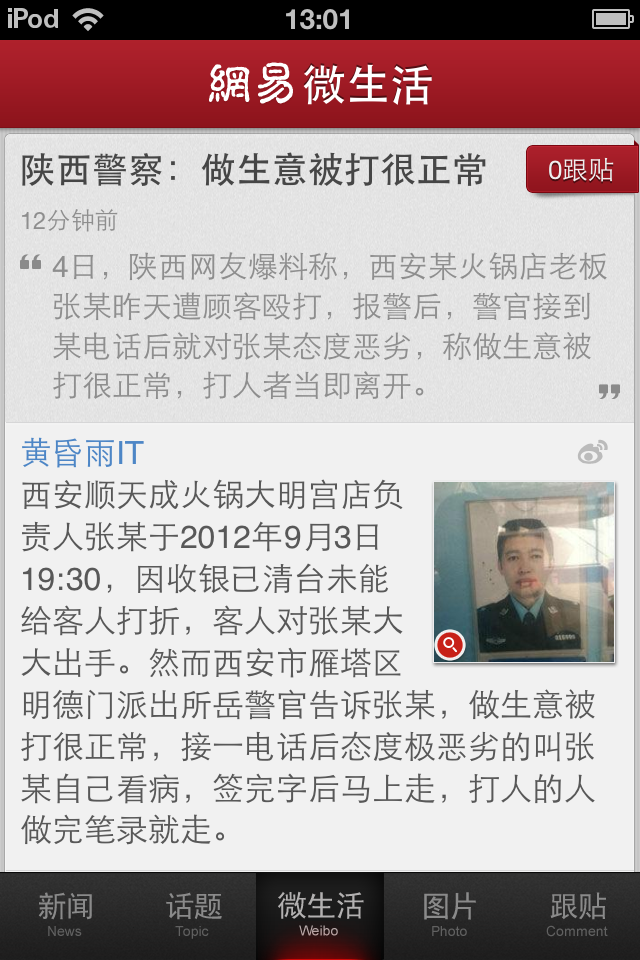 iPod 13:01
網易微生活
陕西警察：做生意被打很正常
0跟贴
12分钟前
“ 4日，陕西网友爆料称，西安某火锅店老板
张某昨天遭顾客殴打，报警后，警官接到
某电话后就对张某态度恶劣，称做生意被
打很正常，打人者当即离开。 ”
黄昏雨IT
西安顺天成火锅大明宫店负
责人张某于2012年9月3日
19:30，因收银已清台未能
给客人打折，客人对张某大
大出手。然而西安市雁塔区
明德门派出所岳警官告诉张某，做生意被
打很正常，接一电话后态度极恶劣的叫张
某自己看病，签完字后马上走，打人的人
做完笔录就走。
新闻 话题 微生活 图片 跟贴
News Topic Weibo Photo Comment